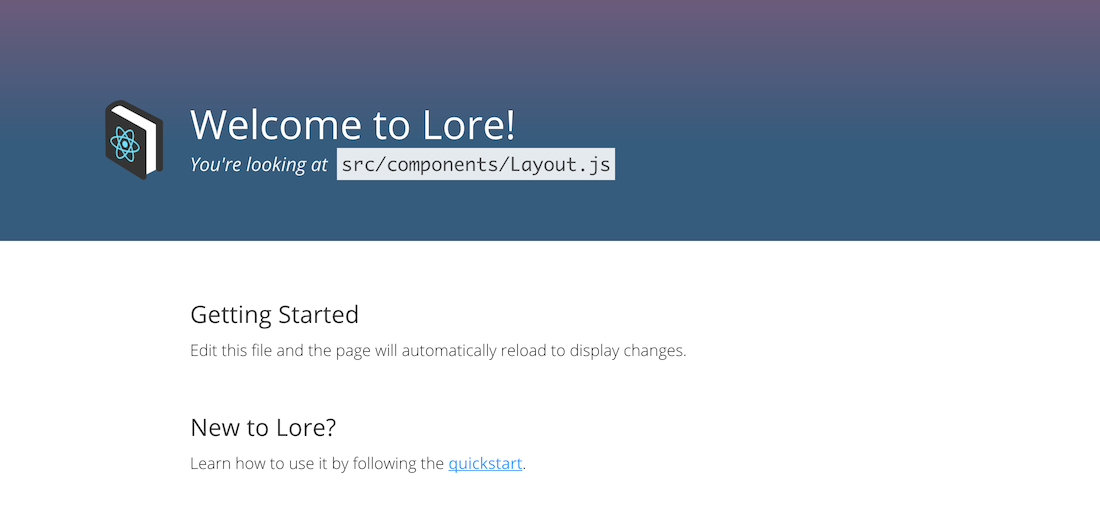 Welcome to Lore!
You're looking at src/components/Layout.js
Getting Started
Edit this file and the page will automatically reload to display changes.
New to Lore?
Learn how to use it by following the quickstart.